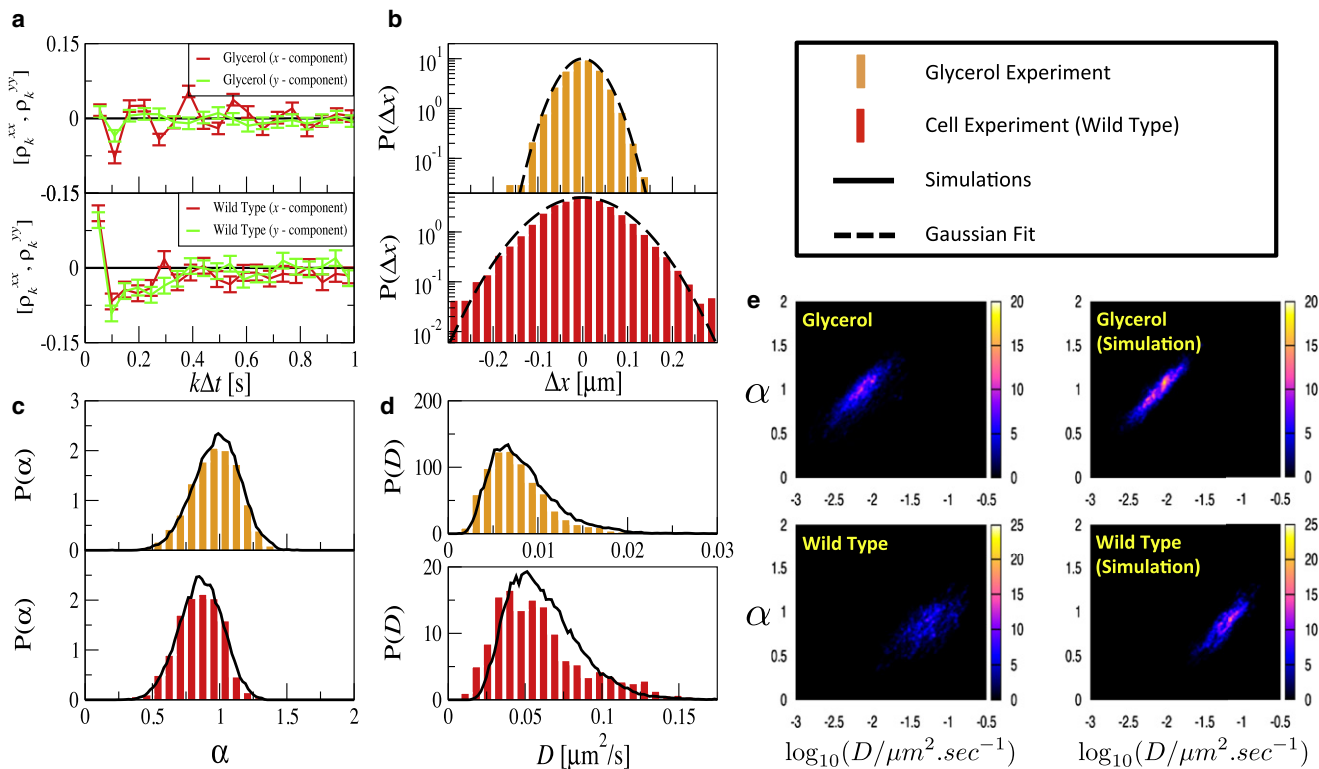 a
0.15
0
-0.15
[ρ_k^xx, ρ_k^yy]
Glycerol (x - component)
Glycerol (y - component)
0
-0.15
[ρ_k^xx, ρ_k^yy]
Wild Type (x - component)
Wild Type (y - component)
0 0.2 0.4 0.6 0.8 1
kΔt [s]
b
10^1
10^0
10^-1
P(Δx)
10^0
10^-1
10^-2
P(Δx)
-0.2 -0.1 0 0.1 0.2
Δx [μm]
Glycerol Experiment
Cell Experiment (Wild Type)
Simulations
Gaussian Fit
c
3
2
1
0
P(α)
3
2
1
0
P(α)
0 0.5 1 1.5 2
α
d
200
100
0
P(D)
0 0.01 0.02 0.03
20
10
0
P(D)
0 0.05 0.1 0.15
D [μm²/s]
e
Glycerol
2
1.5
1
0.5
0
α
-3 -2.5 -2 -1.5 -1 -0.5
20
15
10
5
0
Glycerol
(Simulation)
2
1.5
1
0.5
0
-3 -2.5 -2 -1.5 -1 -0.5
20
15
10
5
0
Wild Type
2
1.5
1
0.5
0
α
-3 -2.5 -2 -1.5 -1 -0.5
log₁₀(D/μm².sec⁻¹)
25
20
15
10
5
0
Wild Type
(Simulation)
2
1.5
1
0.5
0
-3 -2.5 -2 -1.5 -1 -0.5
log₁₀(D/μm².sec⁻¹)
25
20
15
10
5
0